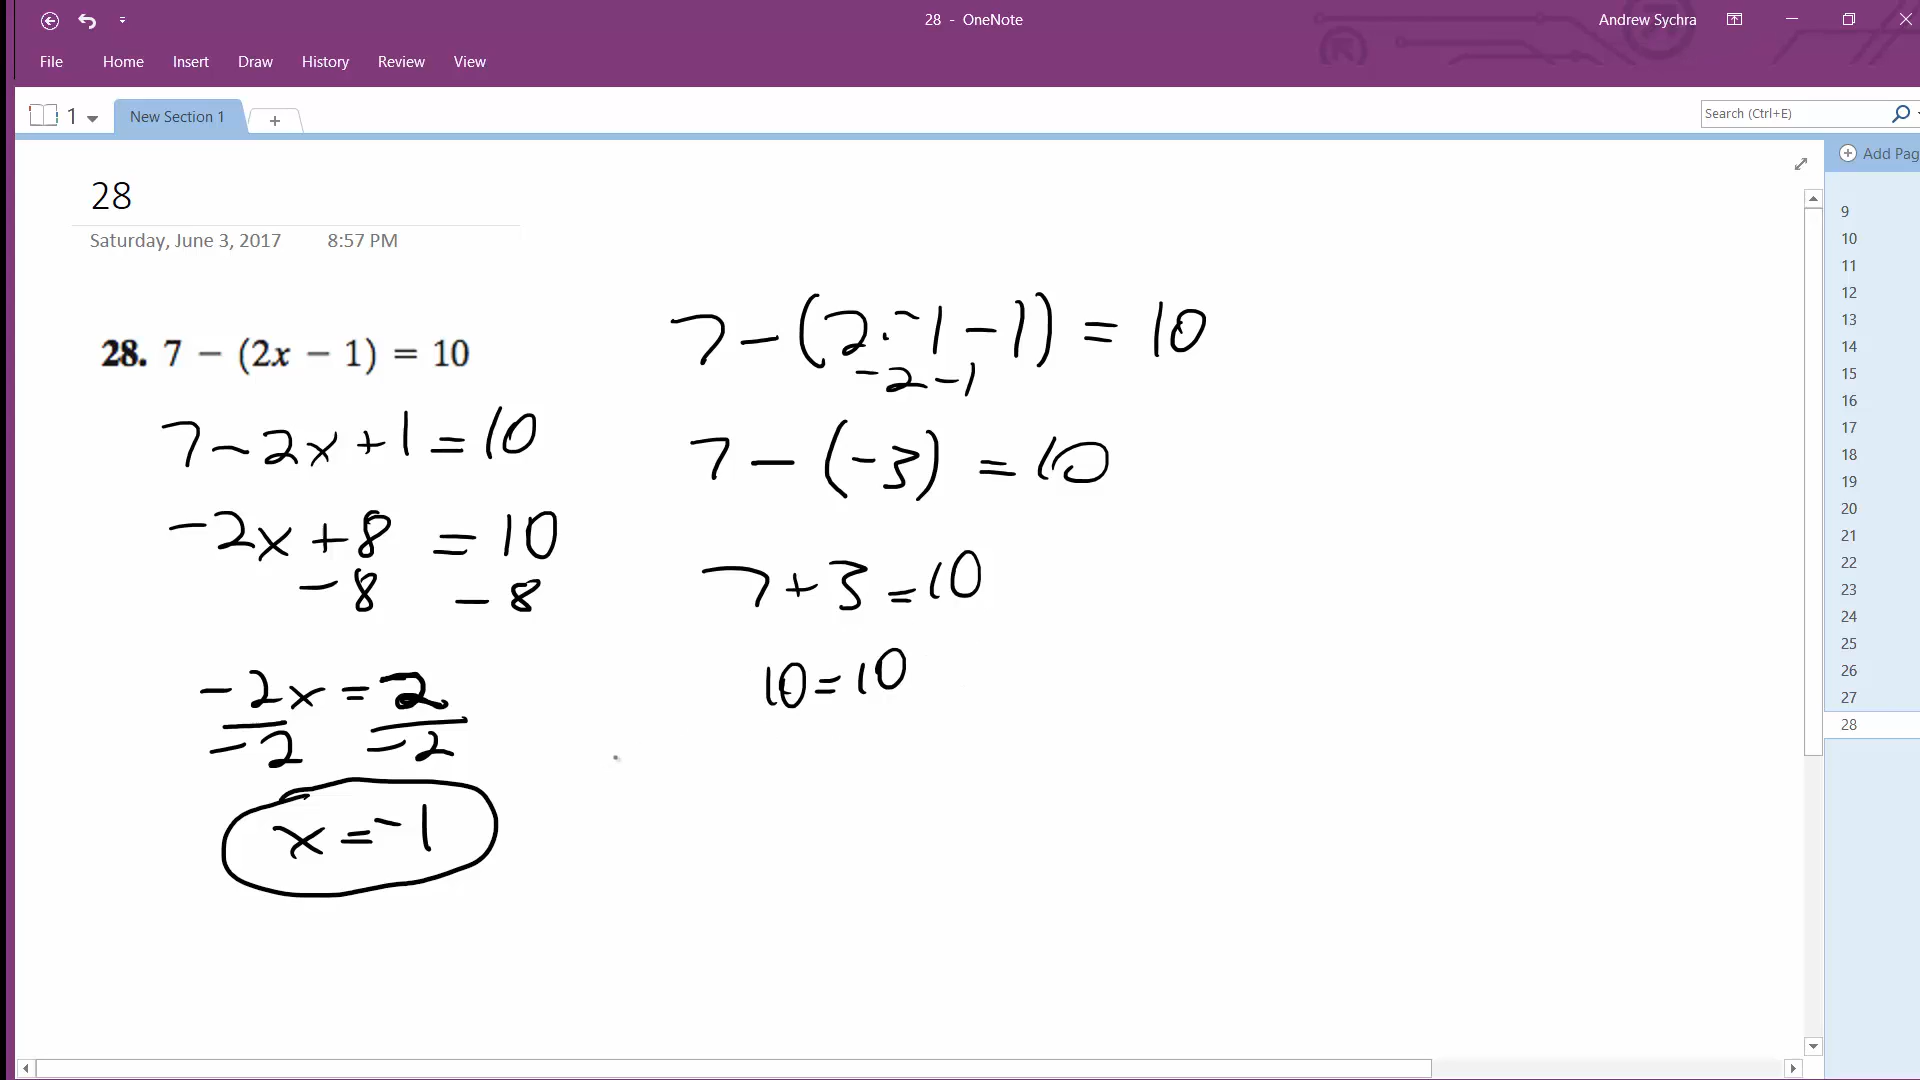 28 - OneNote
Andrew Sychra
File Home Insert Draw History Review View
1 New Section 1 +
Search (Ctrl+E)
Add Pag
28
Saturday, June 3, 2017 8:57 PM
28. 7 − (2x − 1) = 10
7 − 2x + 1 = 10
-2x + 8 = 10
- 8 - 8
-2x = 2
-2 -2
x = -1
7 - (2 · -1 - 1) = 10
-2 - 1
7 - (-3) = 10
7 + 3 = 10
10 = 10
9
10
11
12
13
14
15
16
17
18
19
20
21
22
23
24
25
26
27
28